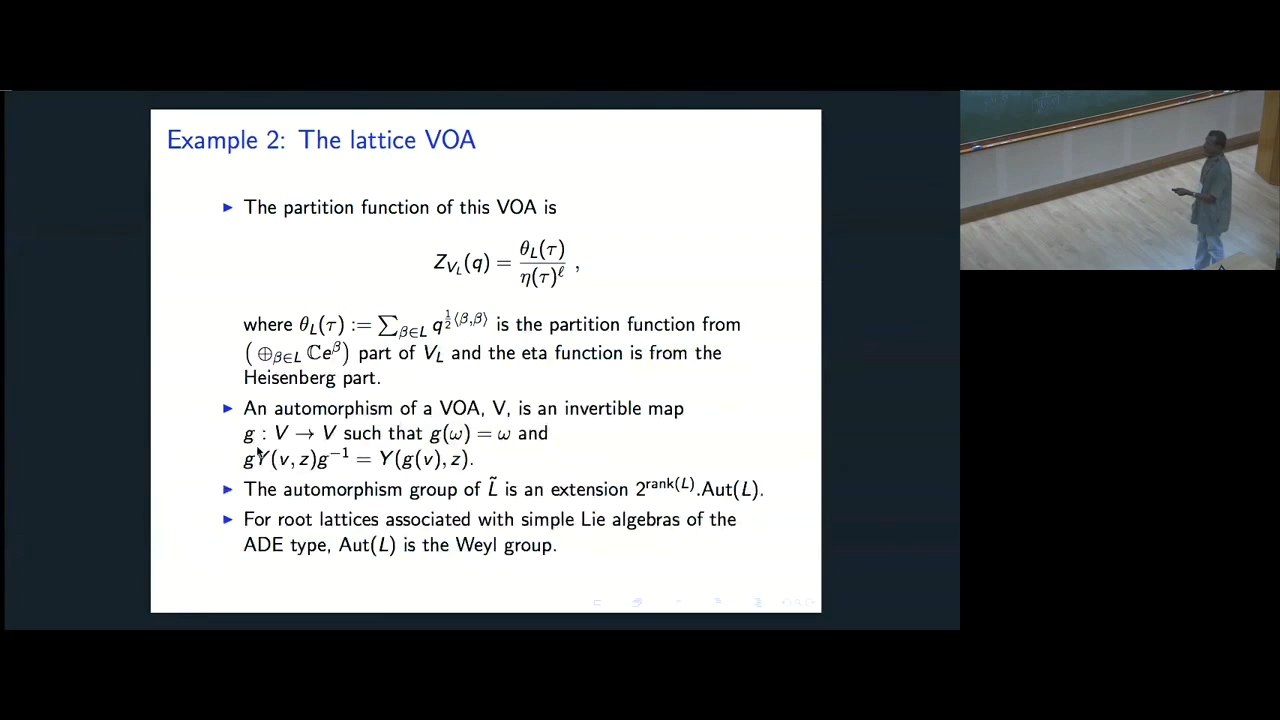 Example 2: The lattice VOA
▶ The partition function of this VOA is
Z_{V_L}(q) = θ_L(τ) / η(τ)^ℓ ,
where θ_L(τ) := ∑_{β∈L} q^{½⟨β,β⟩} is the partition function from
(⊕_{β∈L} ℂe^β) part of V_L and the eta function is from the
Heisenberg part.
▶ An automorphism of a VOA, V, is an invertible map
g : V → V such that g(ω) = ω and
gY(v, z)g⁻¹ = Y(g(v), z).
▶ The automorphism group of L̃ is an extension 2^{rank(L)}.Aut(L).
▶ For root lattices associated with simple Lie algebras of the
ADE type, Aut(L) is the Weyl group.